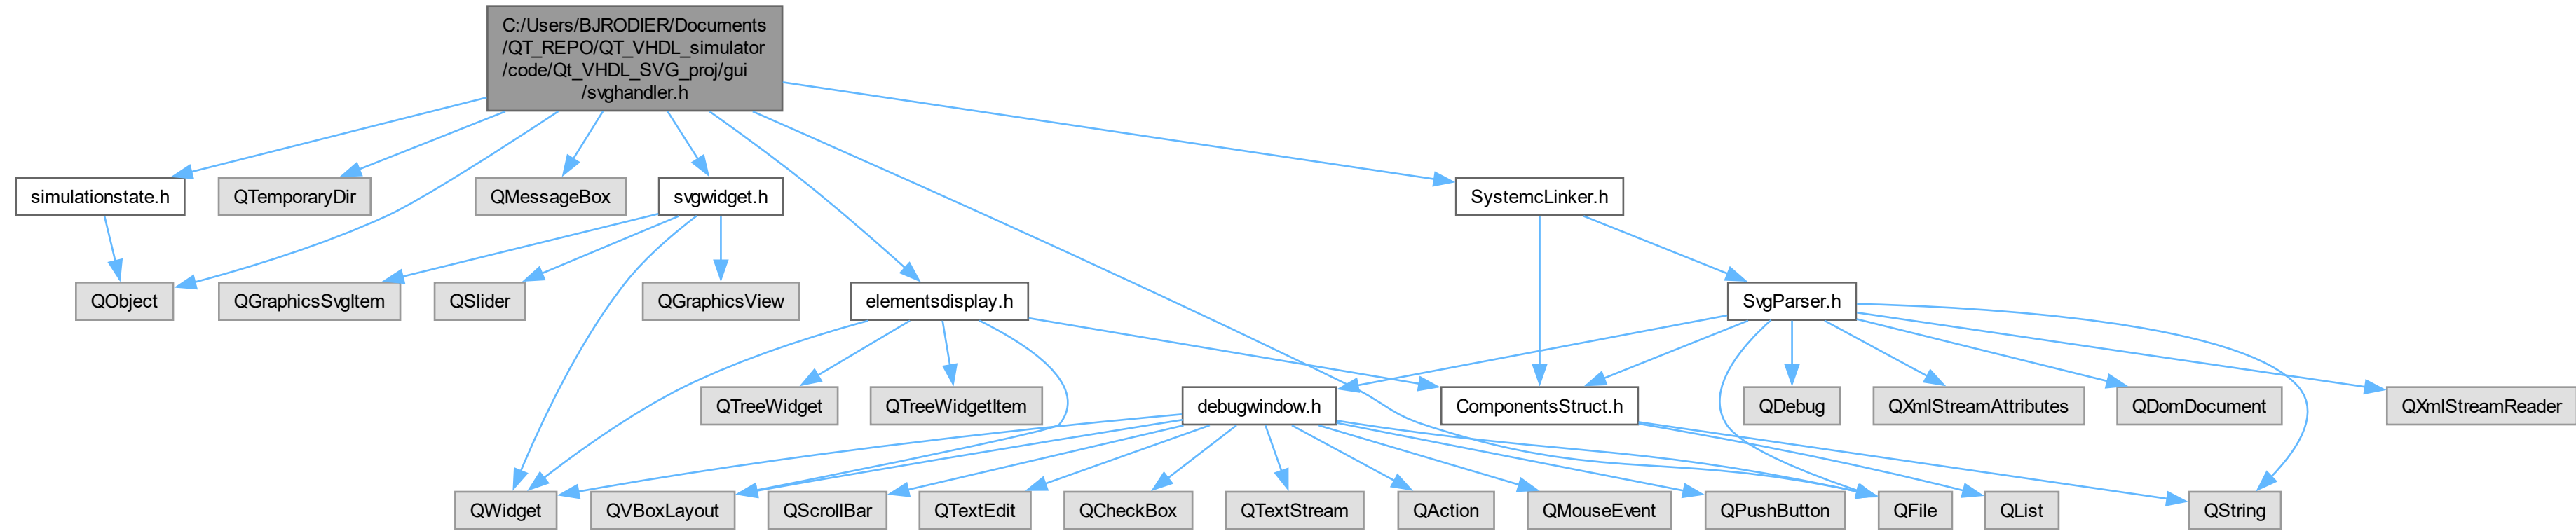 C:/Users/BJRODIER/Documents
/QT_REPO/QT_VHDL_simulator
/code/Qt_VHDL_SVG_proj/gui
/svghandler.h
simulationstate.h
QTemporaryDir
QMessageBox
svgwidget.h
SystemcLinker.h
QObject
QGraphicsSvgItem
QSlider
QGraphicsView
elementsdisplay.h
SvgParser.h
QTreeWidget
QTreeWidgetItem
debugwindow.h
ComponentsStruct.h
QDebug
QXmlStreamAttributes
QDomDocument
QXmlStreamReader
QWidget
QVBoxLayout
QScrollBar
QTextEdit
QCheckBox
QTextStream
QAction
QMouseEvent
QPushButton
QFile
QList
QString